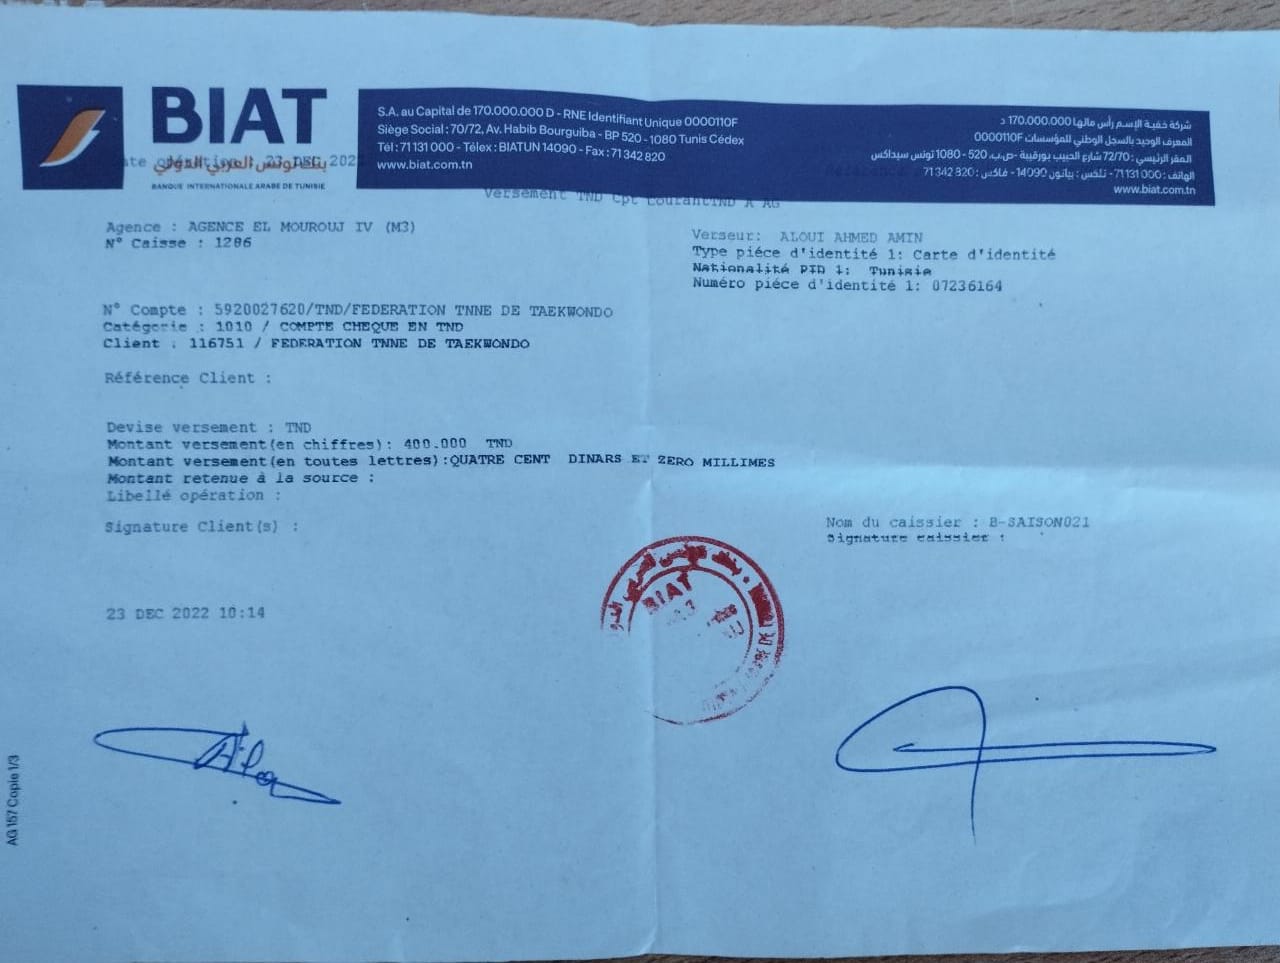 BIAT
بنك تونس العربي الدولي
BANQUE INTERNATIONALE ARABE DE TUNISIE
S.A. au Capital de 170.000.000 D - RNE Identifiant Unique 0000110F
Siège Social : 70/72, Av. Habib Bourguiba - BP 520 - 1080 Tunis Cédex
Tél : 71 131 000 - Télex : BIATUN 14090 - Fax : 71 342 820
www.biat.com.tn
شركة خفية الإسم رأس مالها 170.000.000 د
المعرف الوحيد بالسجل الوطني للمؤسسات 0000110F
المقر الرئيسي : 70/72 شارع الحبيب بورقيبة -ص.ب. 520 - 1080 تونس سيداكس
الهاتف : 71 131 000 - تلكس : بياتون 14090 - فاكس : 71 342 820
www.biat.com.tn
23 DEC 2022
Versement TND Cpt courantTND A AG
Agence : AGENCE EL MOUROUJ IV (M3)
N° Caisse : 1286
Verseur: ALOUI AHMED AMIN
Type piéce d'identité 1: Carte d'identité
Nationalité PID 1: Tunisie
Numéro piéce d'identité 1: 07236164
N° Compte : 5920027620/TND/FEDERATION TNNE DE TAEKWONDO
Catégorie : 1010 / COMPTE CHEQUE EN TND
Client : 116751 / FEDERATION TNNE DE TAEKWONDO
Référence Client :
Devise versement : TND
Montant versement(en chiffres): 400.000 TND
Montant versement(en toutes lettres):QUATRE CENT DINARS ET ZERO MILLIMES
Montant retenue à la source :
Libellé opération :
Signature Client(s) :
Nom du caissier : B-SAISON021
Signature caissier :
BIAT
23 DEC 2022 10:14
AG 157 Copie 1/3